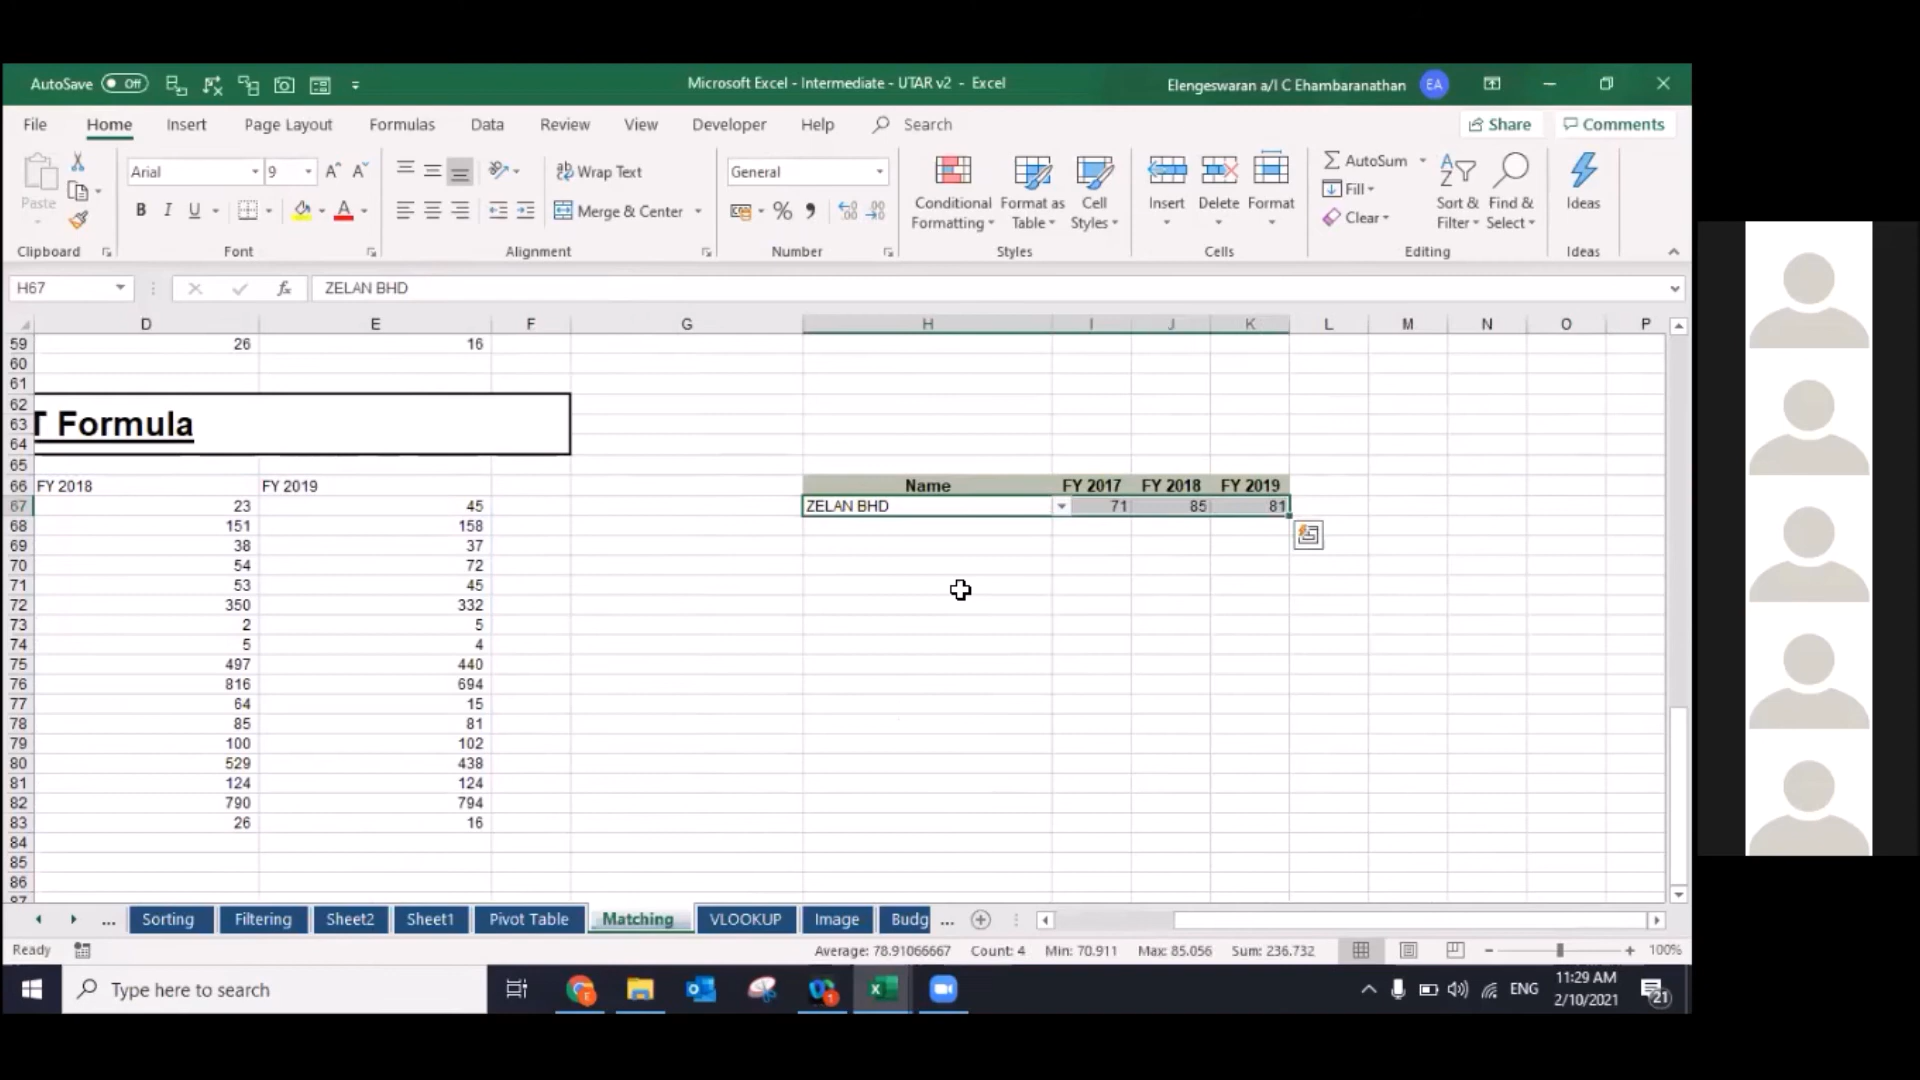 AutoSave Off Microsoft Excel - Intermediate - UTAR v2 - Excel Elengeswaran a/l C Ehambaranathan EA
File Home Insert Page Layout Formulas Data Review View Developer Help Search Share Comments
Paste Arial 9 B I U Wrap Text Merge & Center General % Conditional Formatting Format as Table Cell Styles Insert Delete Format AutoSum Fill Clear Sort & Filter Find & Select Ideas
Clipboard Font Alignment Number Styles Cells Editing Ideas
H67 fx ZELAN BHD
D E F G H I J K L M N O P
59 26 16
60
61
62
63 T Formula
64
65
66 FY 2018 FY 2019 Name FY 2017 FY 2018 FY 2019
67 23 45 ZELAN BHD 71 85 81
68 151 158
69 38 37
70 54 72
71 53 45
72 350 332
73 2 5
74 5 4
75 497 440
76 816 694
77 64 15
78 85 81
79 100 102
80 529 438
81 124 124
82 790 794
83 26 16
84
85
86
87
... Sorting Filtering Sheet2 Sheet1 Pivot Table Matching VLOOKUP Image Budg ...
Ready Average: 78.91066667 Count: 4 Min: 70.911 Max: 85.056 Sum: 236.732 100%
Type here to search ENG 11:29 AM
2/10/2021 21